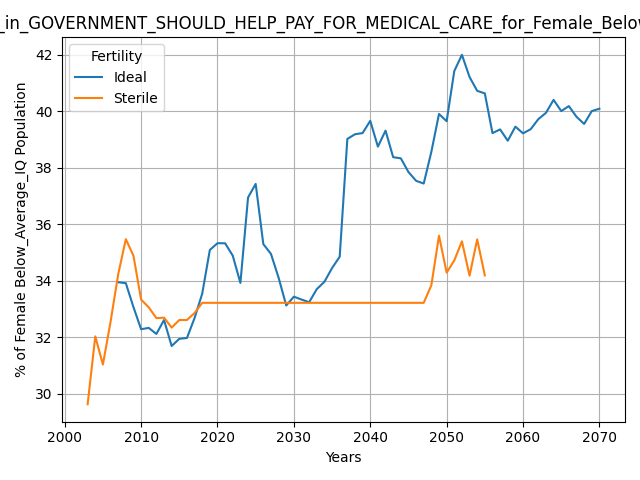 _in_GOVERNMENT_SHOULD_HELP_PAY_FOR_MEDICAL_CARE_for_Female_Below
Fertility
Ideal
Sterile
% of Female Below_Average_IQ Population
42
40
38
36
34
32
30
2000 2010 2020 2030 2040 2050 2060 2070
Years